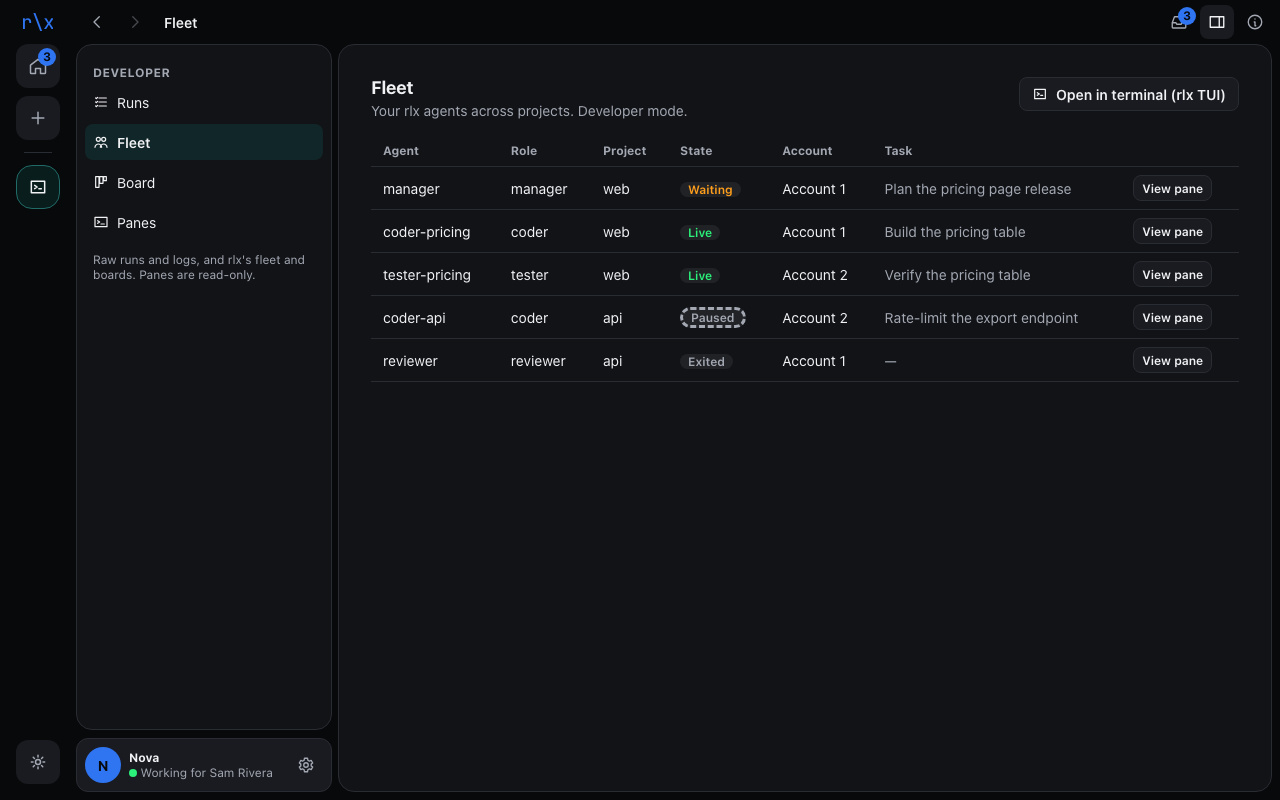 r\x
Fleet
3
3
DEVELOPER
Runs
Fleet
Board
Panes
Raw runs and logs, and rlx's fleet and
boards. Panes are read-only.
Fleet
Your rlx agents across projects. Developer mode.
Open in terminal (rlx TUI)
Agent Role Project State Account Task
manager manager web Waiting Account 1 Plan the pricing page release View pane
coder-pricing coder web Live Account 1 Build the pricing table View pane
tester-pricing tester web Live Account 2 Verify the pricing table View pane
coder-api coder api Paused Account 2 Rate-limit the export endpoint View pane
reviewer reviewer api Exited Account 1 — View pane
N
Nova
Working for Sam Rivera